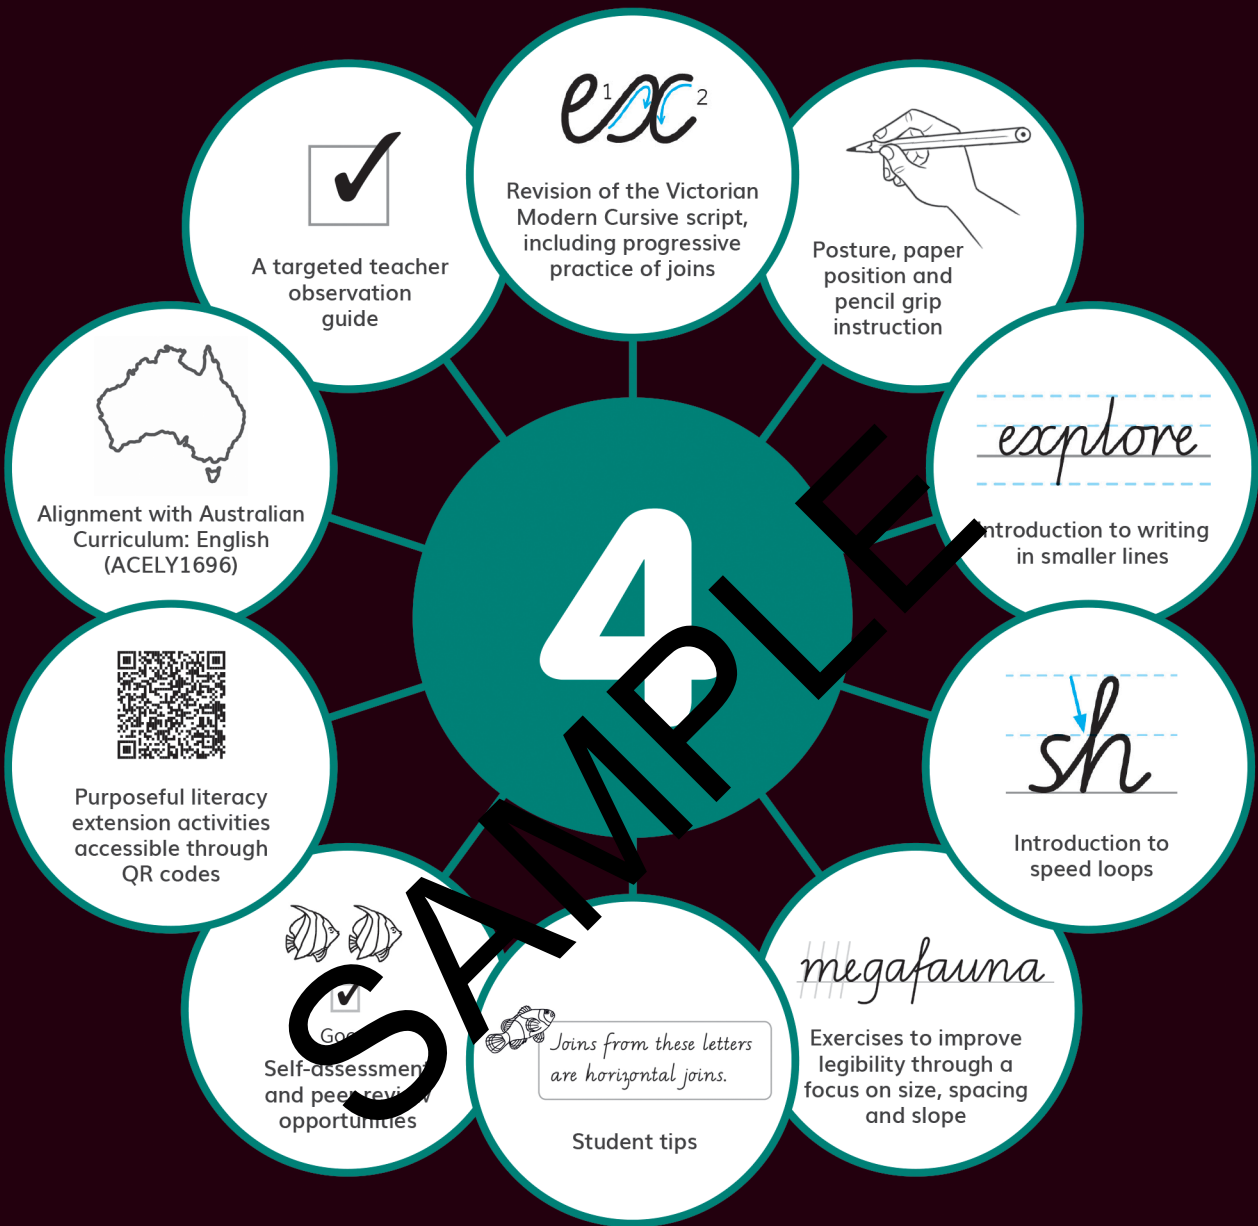 ex
1
2
Revision of the Victorian
Modern Cursive script,
including progressive
practice of joins
Posture, paper
position and
pencil grip
instruction
explore
Introduction to writing
in smaller lines
sh
Introduction to
speed loops
megafauna
Exercises to improve
legibility through a
focus on size, spacing
and slope
Joins from these letters
are horizontal joins.
Student tips
Self-assessment
and peer review
opportunities
Purposeful literacy
extension activities
accessible through
QR codes
Alignment with Australian
Curriculum: English
(ACELY1696)
A targeted teacher
observation
guide
4
SAMPLE